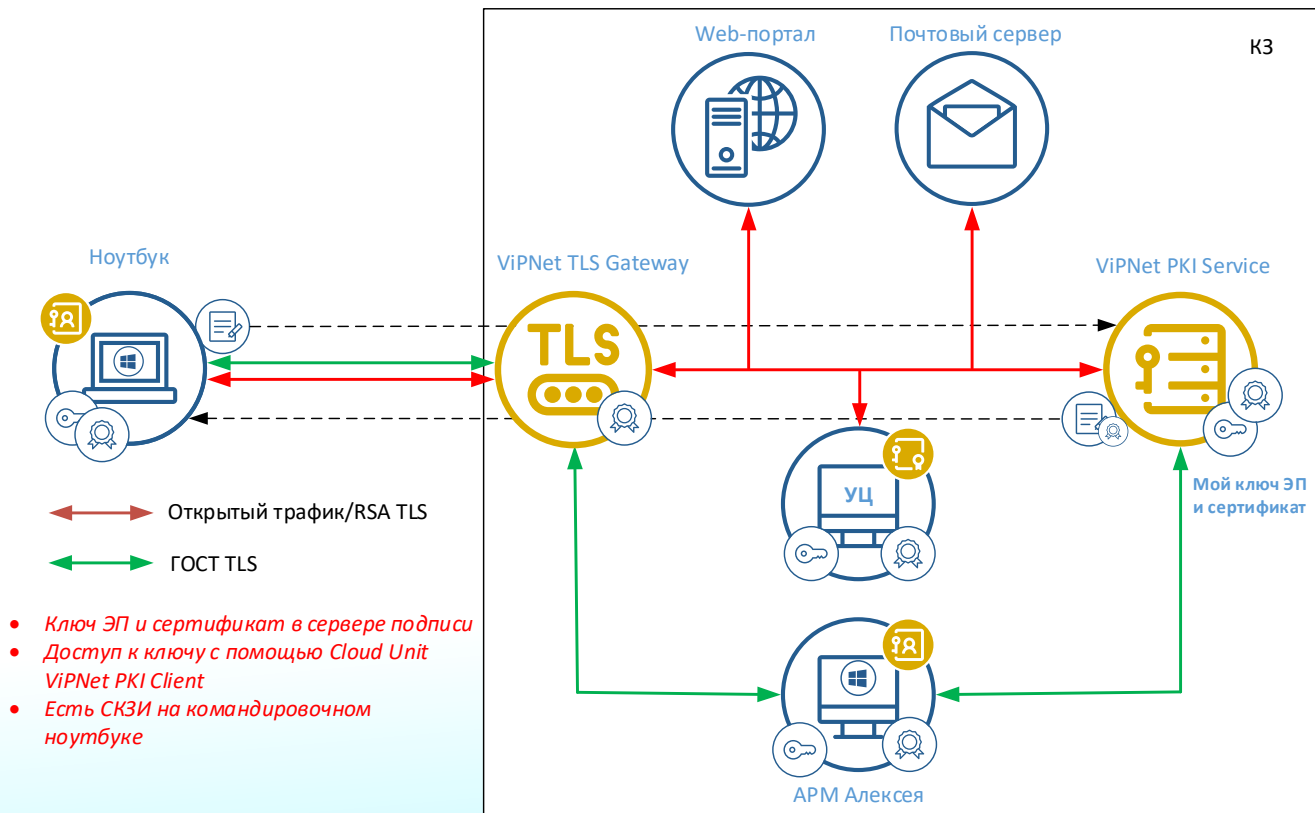 Web-портал
Почтовый сервер
КЗ
Ноутбук
ViPNet TLS Gateway
ViPNet PKI Service
TLS
Мой ключ ЭП
и сертификат
УЦ
Открытый трафик/RSA TLS
ГОСТ TLS
• Ключ ЭП и сертификат в сервере подписи
• Доступ к ключу с помощью Cloud Unit
ViPNet PKI Client
• Есть СКЗИ на командировочном
ноутбуке
АРМ Алексея